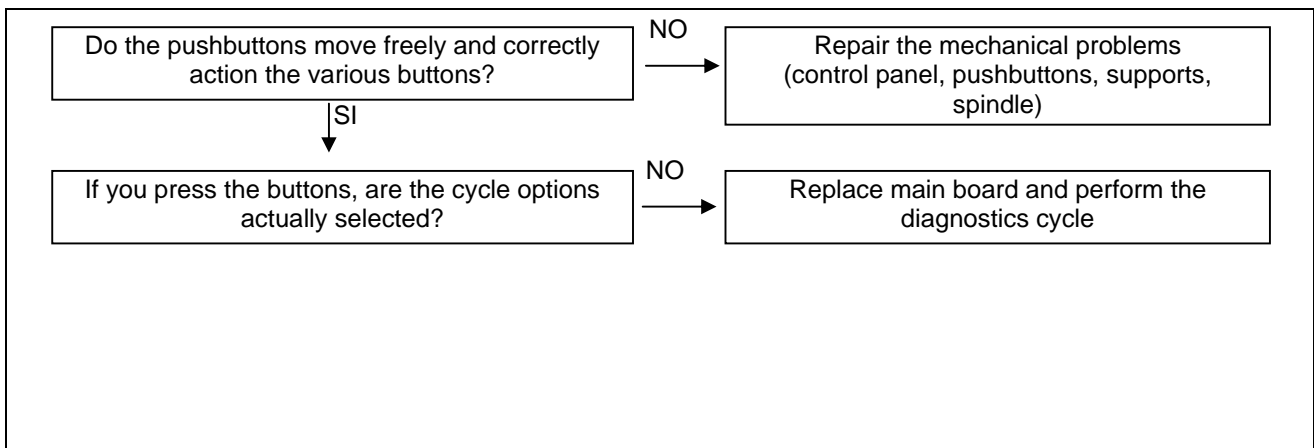 Do the pushbuttons move freely and correctly
action the various buttons?
NO
Repair the mechanical problems
(control panel, pushbuttons, supports,
spindle)
SI
If you press the buttons, are the cycle options
actually selected?
NO
Replace main board and perform the
diagnostics cycle